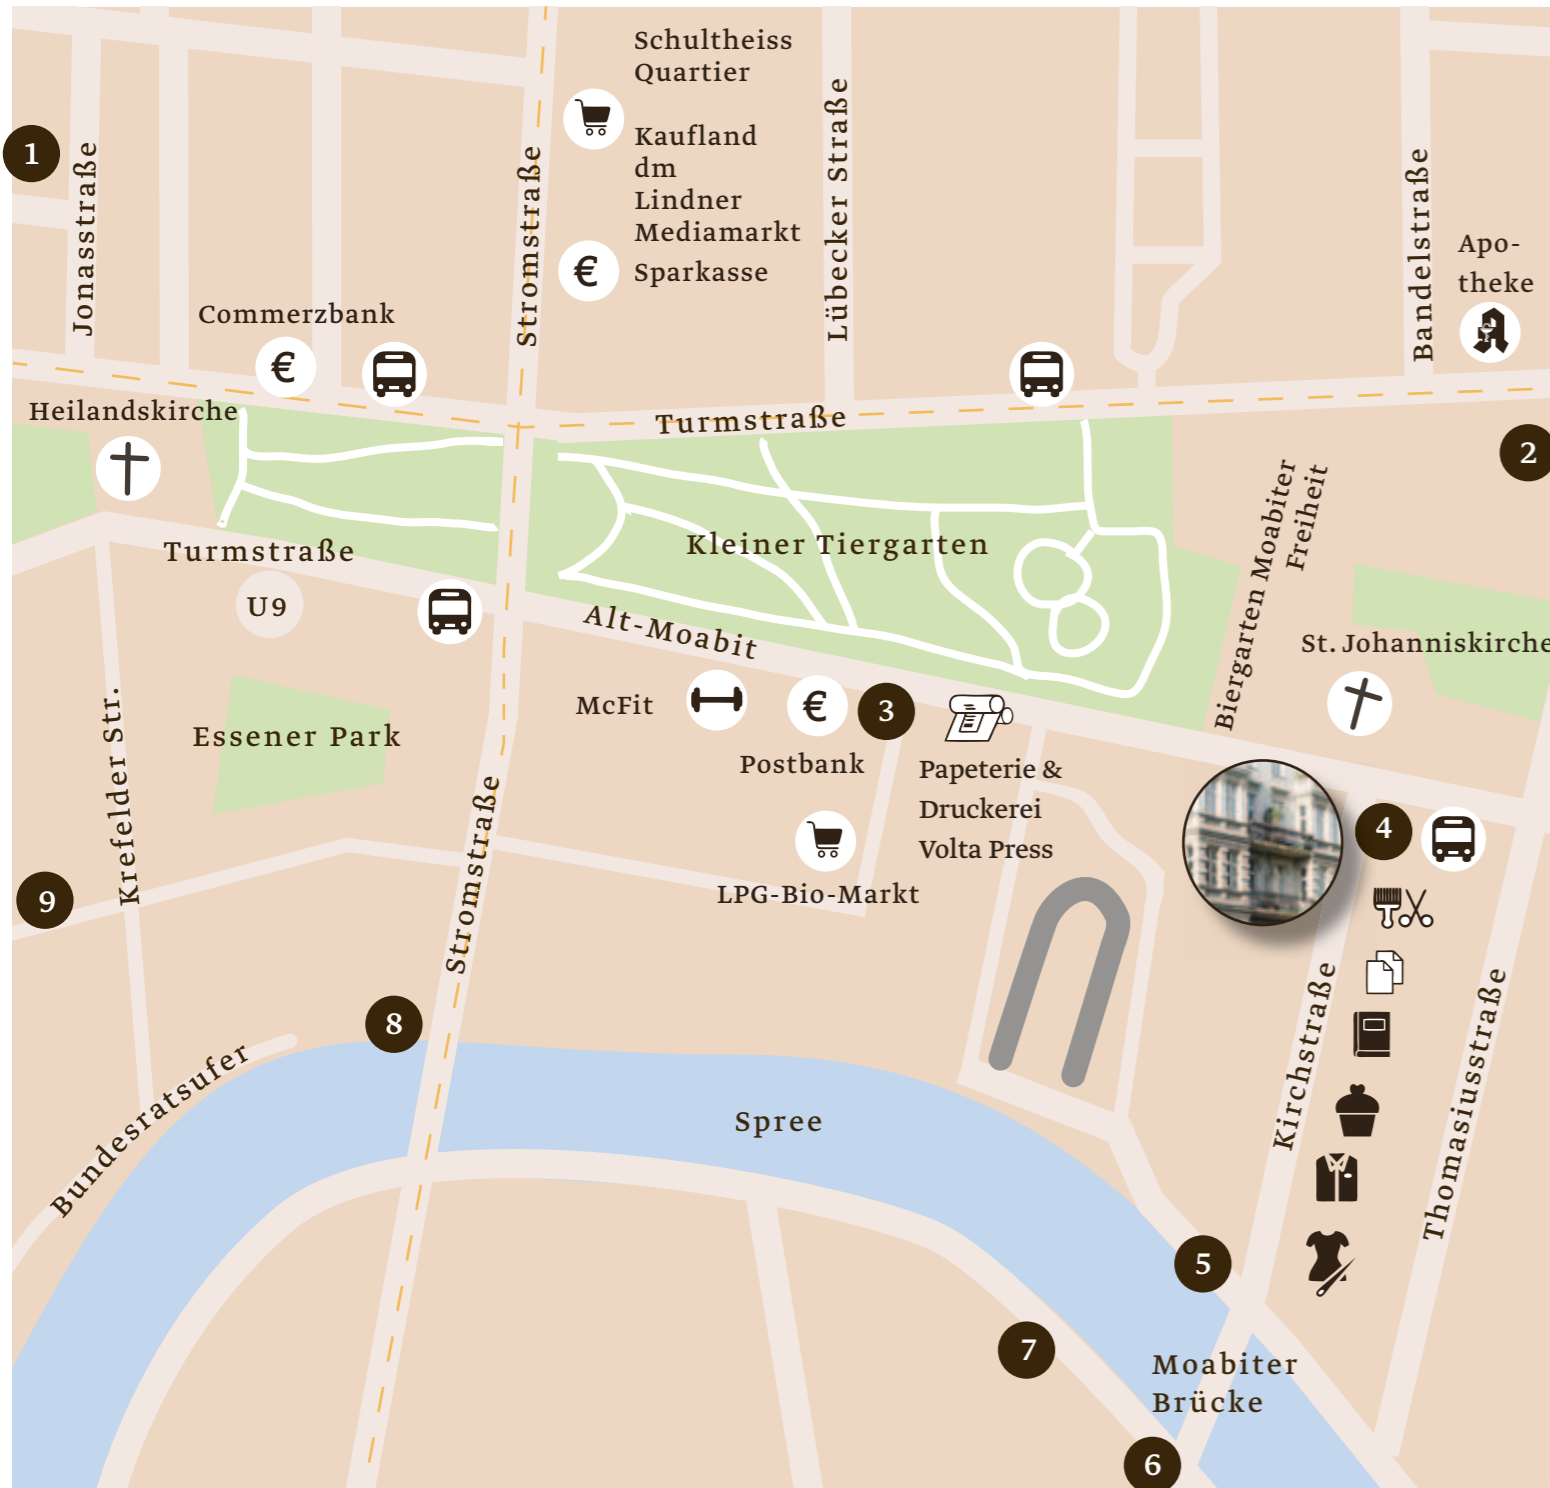 Schultheiss
Quartier
Kaufland
dm
Lindner
Mediamarkt
€
Sparkasse
1
Jonasstraße
Stromstraße
Lübecker Straße
Bandelstraße
Apo-
theke
A
Commerzbank
€
Heilandskirche
Turmstraße
2
Turmstraße
U9
Kleiner Tiergarten
Biergarten Moabiter
Freiheit
St. Johanniskirche
Alt-Moabit
McFit
€
3
Postbank
Papeterie &
Druckerei
Volta Press
Essener Park
Krefelder Str.
Stromstraße
LPG-Bio-Markt
4
9
8
Bundesratsufer
Spree
Kirchstraße
Thomasiusstraße
5
7
Moabiter
Brücke
6